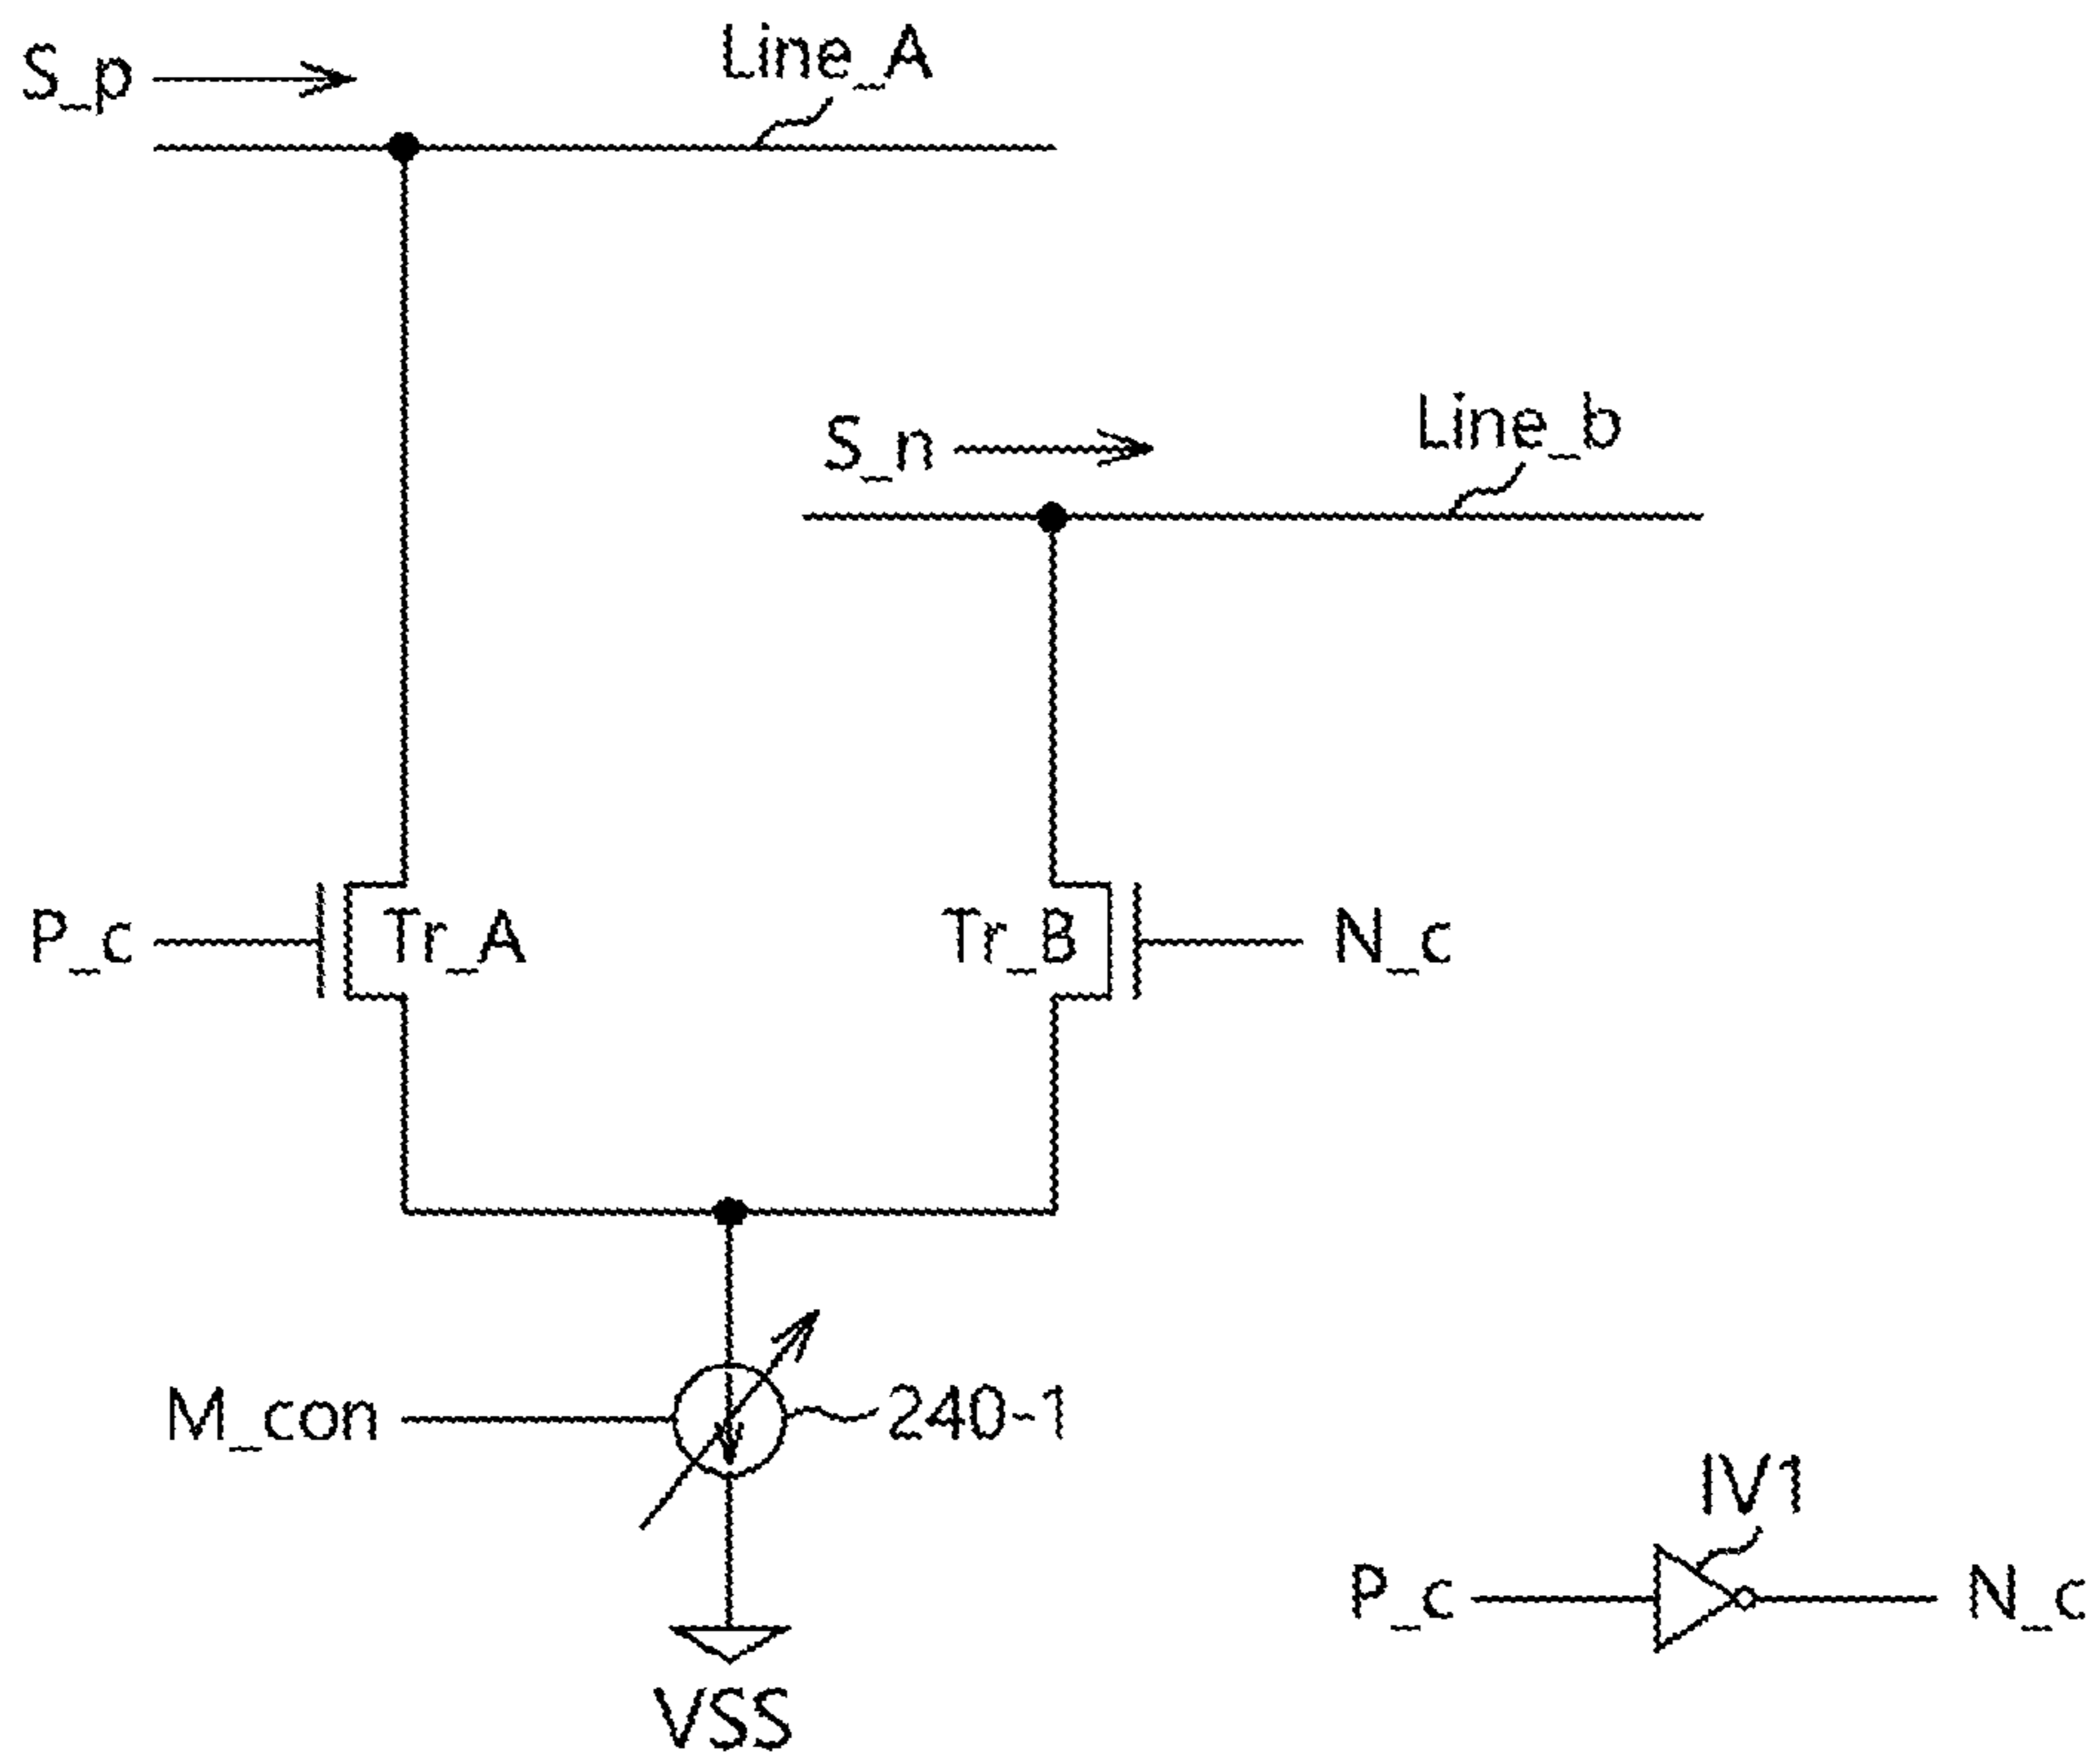 S_p
Line_A
S_n
Line_b
P_c
Tr_A
Tr_B
N_c
M_con
240-1
IV1
P_c
N_c
VSS